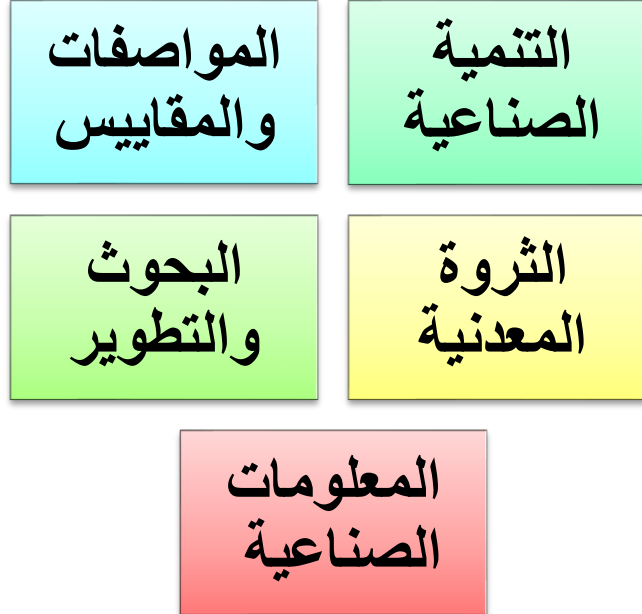 التنمية
الصناعية
المواصفات
والمقاييس
الثروة
المعدنية
البحوث
والتطوير
المعلومات
الصناعية